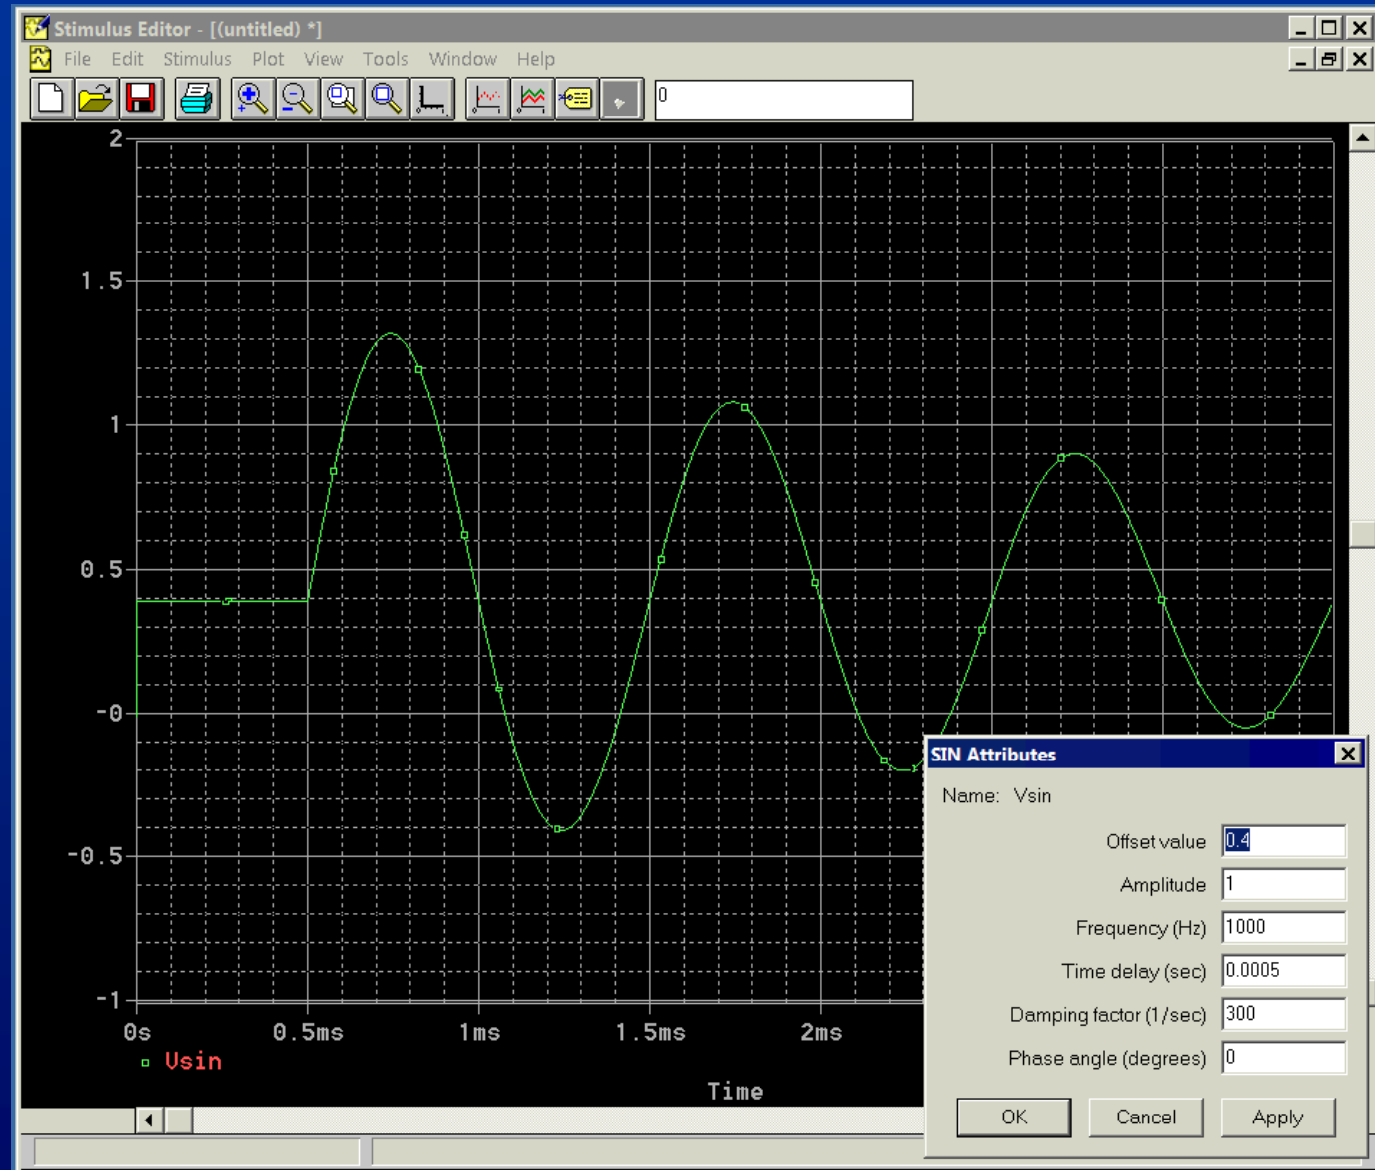 Stimulus Editor - [(untitled) *]
File Edit Stimulus Plot View Tools Window Help
0
2
1.5
1
0.5
-0
-0.5
-1
0s 0.5ms 1ms 1.5ms 2ms
Vsin
Time
SIN Attributes
Name: Vsin
Offset value 0.4
Amplitude 1
Frequency (Hz) 1000
Time delay (sec) 0.0005
Damping factor (1/sec) 300
Phase angle (degrees) 0
OK Cancel Apply